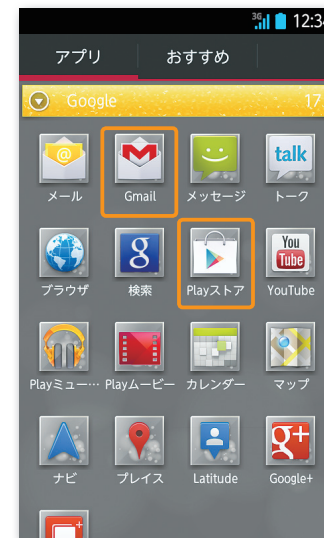 3G 12:34
アプリ おすすめ
Google 17
メール Gmail メッセージ talk トーク
ブラウザ 8 検索 Playストア You Tube YouTube
Playミュー… Playムービー カレンダー マップ
ナビ プレイス Latitude g+ Google+